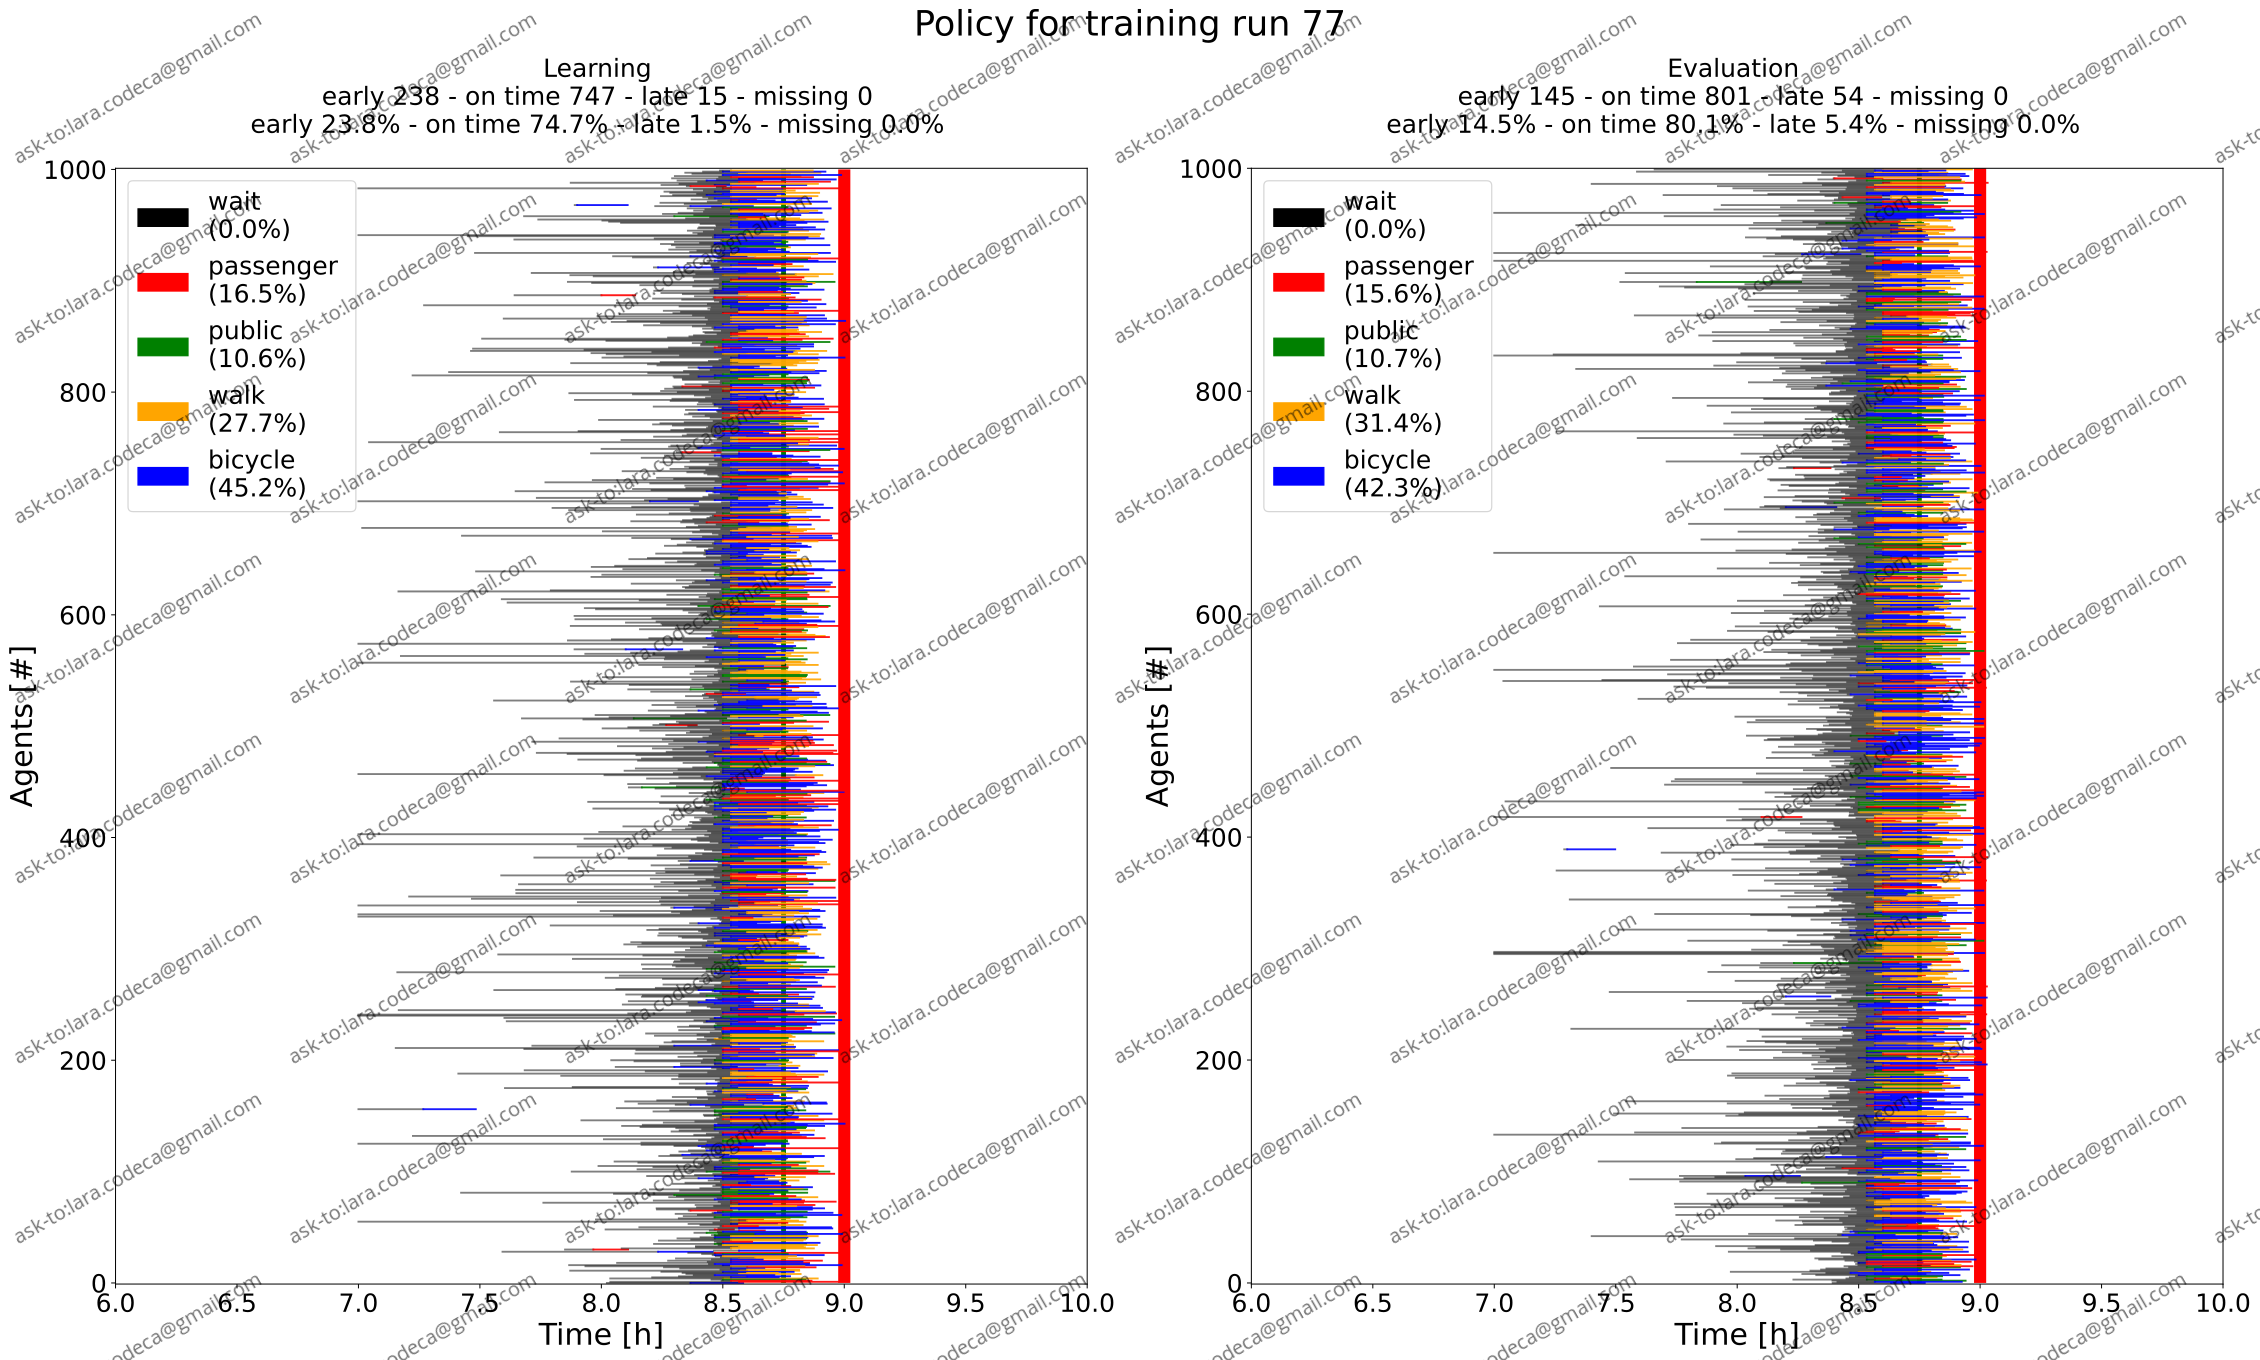 Policy for training run 77
Learning
early 238 - on time 747 - late 15 - missing 0
early 23.8% - on time 74.7% - late 1.5% - missing 0.0%
Agents [#]
1000
800
600
400
200
0
wait
(0.0%)
passenger
(16.5%)
public
(10.6%)
walk
(27.7%)
bicycle
(45.2%)
6.0 6.5 7.0 7.5 8.0 8.5 9.0 9.5 10.0
Time [h]
Evaluation
early 145 - on time 801 - late 54 - missing 0
early 14.5% - on time 80.1% - late 5.4% - missing 0.0%
Agents [#]
1000
800
600
400
200
0
wait
(0.0%)
passenger
(15.6%)
public
(10.7%)
walk
(31.4%)
bicycle
(42.3%)
6.0 6.5 7.0 7.5 8.0 8.5 9.0 9.5 10.0
Time [h]
ask-to:lara.codeca@gmail.com